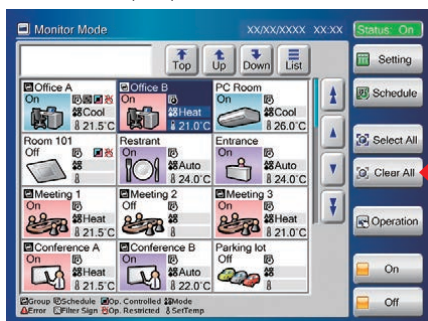 Monitor Mode
XX/XX/XXXX XX:XX
Status: On
Top
Up
Down
List
Setting
Schedule
Select All
Clear All
Operation
On
Off
Office A
On
Cool
21.5°C
Office B
On
Heat
21.0°C
PC Room
On
Cool
26.0°C
Room 101
Off
Restrant
On
Auto
24.0°C
Entrance
On
Auto
24.0°C
Meeting 1
On
Heat
21.5°C
Meeting 2
Off
Meeting 3
On
Heat
21.0°C
Conference A
On
Heat
21.5°C
Conference B
On
Auto
22.0°C
Parking lot
Off
Group Schedule Op. Controlled Mode
Error Filter Sign Op. Restricted SetTemp